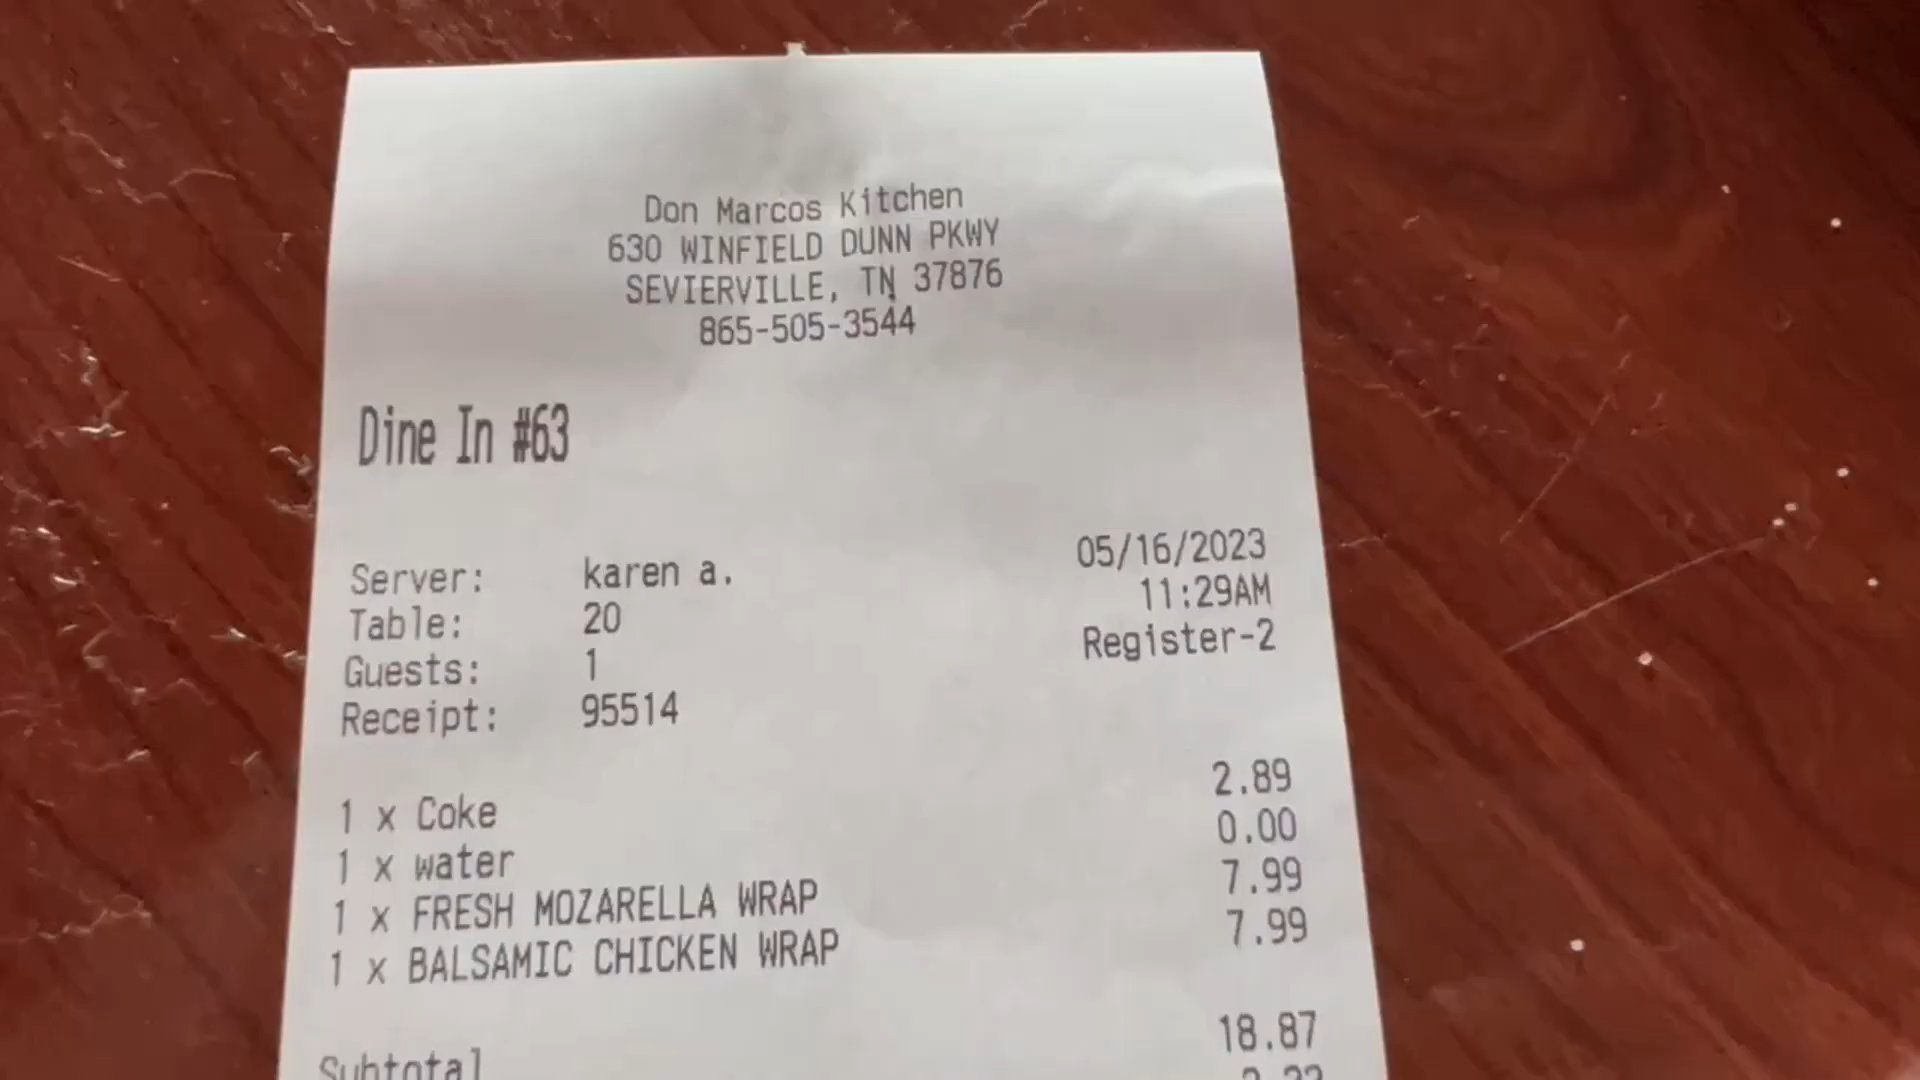 Don Marcos Kitchen
630 WINFIELD DUNN PKWY
SEVIERVILLE, TN 37876
865-505-3544
Dine In #63
Server: karen a. 05/16/2023
Table: 20 11:29AM
Guests: 1 Register-2
Receipt: 95514
1 x Coke 2.89
1 x water 0.00
1 x FRESH MOZARELLA WRAP 7.99
1 x BALSAMIC CHICKEN WRAP 7.99
Subtotal 18.87